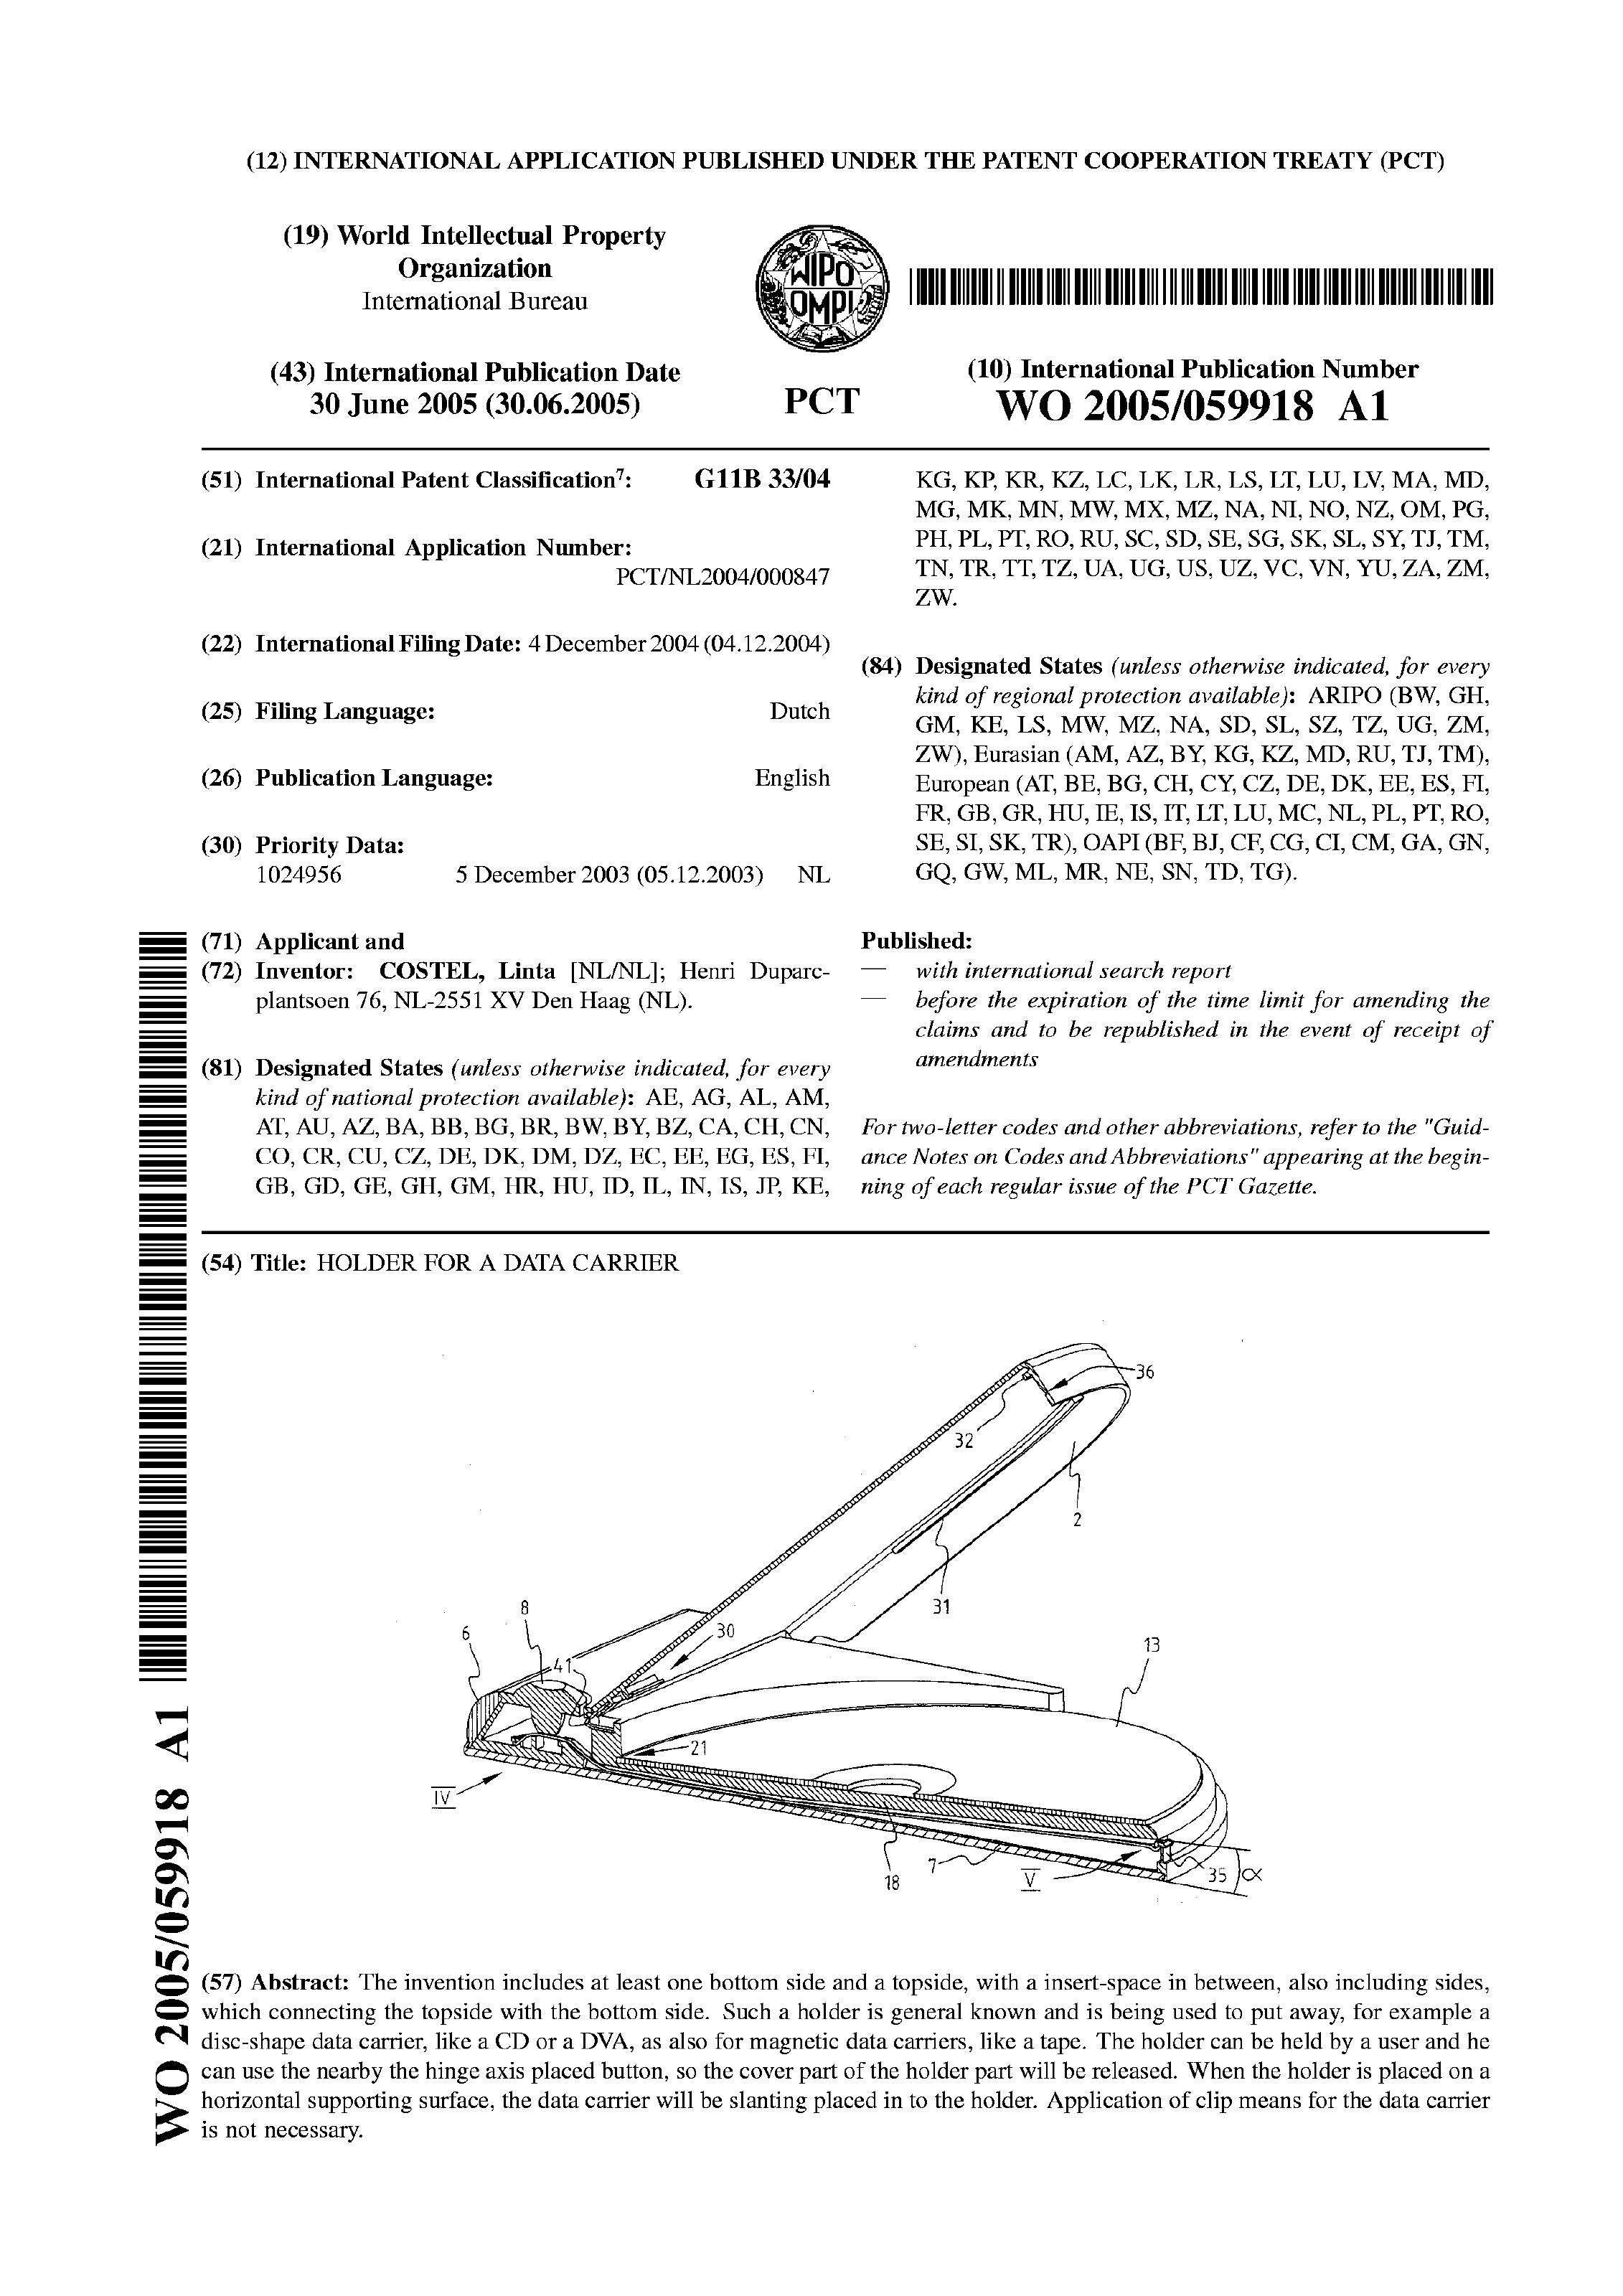 (12) INTERNATIONAL APPLICATION PUBLISHED UNDER THE PATENT COOPERATION TREATY (PCT)
(19) World Intellectual Property
Organization
International Bureau
WIPO
OMPI
(43) International Publication Date
30 June 2005 (30.06.2005)
PCT
(10) International Publication Number
WO 2005/059918 A1
(51) International Patent Classification7: G11B 33/04
(21) International Application Number:
PCT/NL2004/000847
(22) International Filing Date: 4 December 2004 (04.12.2004)
(25) Filing Language: Dutch
(26) Publication Language: English
(30) Priority Data:
1024956 5 December 2003 (05.12.2003) NL
(71) Applicant and
(72) Inventor: COSTEL, Linta [NL/NL]; Henri Duparc-
plantsoen 76, NL-2551 XV Den Haag (NL).
(81) Designated States (unless otherwise indicated, for every
kind of national protection available): AE, AG, AL, AM,
AT, AU, AZ, BA, BB, BG, BR, BW, BY, BZ, CA, CH, CN,
CO, CR, CU, CZ, DE, DK, DM, DZ, EC, EE, EG, ES, FI,
GB, GD, GE, GH, GM, HR, HU, ID, IL, IN, IS, JP, KE,
KG, KP, KR, KZ, LC, LK, LR, LS, LT, LU, LV, MA, MD,
MG, MK, MN, MW, MX, MZ, NA, NI, NO, NZ, OM, PG,
PH, PL, PT, RO, RU, SC, SD, SE, SG, SK, SL, SY, TJ, TM,
TN, TR, TT, TZ, UA, UG, US, UZ, VC, VN, YU, ZA, ZM,
ZW.
(84) Designated States (unless otherwise indicated, for every
kind of regional protection available): ARIPO (BW, GH,
GM, KE, LS, MW, MZ, NA, SD, SL, SZ, TZ, UG, ZM,
ZW), Eurasian (AM, AZ, BY, KG, KZ, MD, RU, TJ, TM),
European (AT, BE, BG, CH, CY, CZ, DE, DK, EE, ES, FI,
FR, GB, GR, HU, IE, IS, IT, LT, LU, MC, NL, PL, PT, RO,
SE, SI, SK, TR), OAPI (BF, BJ, CF, CG, CI, CM, GA, GN,
GQ, GW, ML, MR, NE, SN, TD, TG).
Published:
— with international search report
— before the expiration of the time limit for amending the
claims and to be republished in the event of receipt of
amendments
For two-letter codes and other abbreviations, refer to the "Guid-
ance Notes on Codes and Abbreviations" appearing at the begin-
ning of each regular issue of the PCT Gazette.
(54) Title: HOLDER FOR A DATA CARRIER
36
32
2
31
8
6
30
13
41
21
IV
7
18
V
35
α
(57) Abstract: The invention includes at least one bottom side and a topside, with a insert-space in between, also including sides,
which connecting the topside with the bottom side. Such a holder is general known and is being used to put away, for example a
disc-shape data carrier, like a CD or a DVA, as also for magnetic data carriers, like a tape. The holder can be held by a user and he
can use the nearby the hinge axis placed button, so the cover part of the holder part will be released. When the holder is placed on a
horizontal supporting surface, the data carrier will be slanting placed in to the holder. Application of clip means for the data carrier
is not necessary.
WO 2005/059918 A1